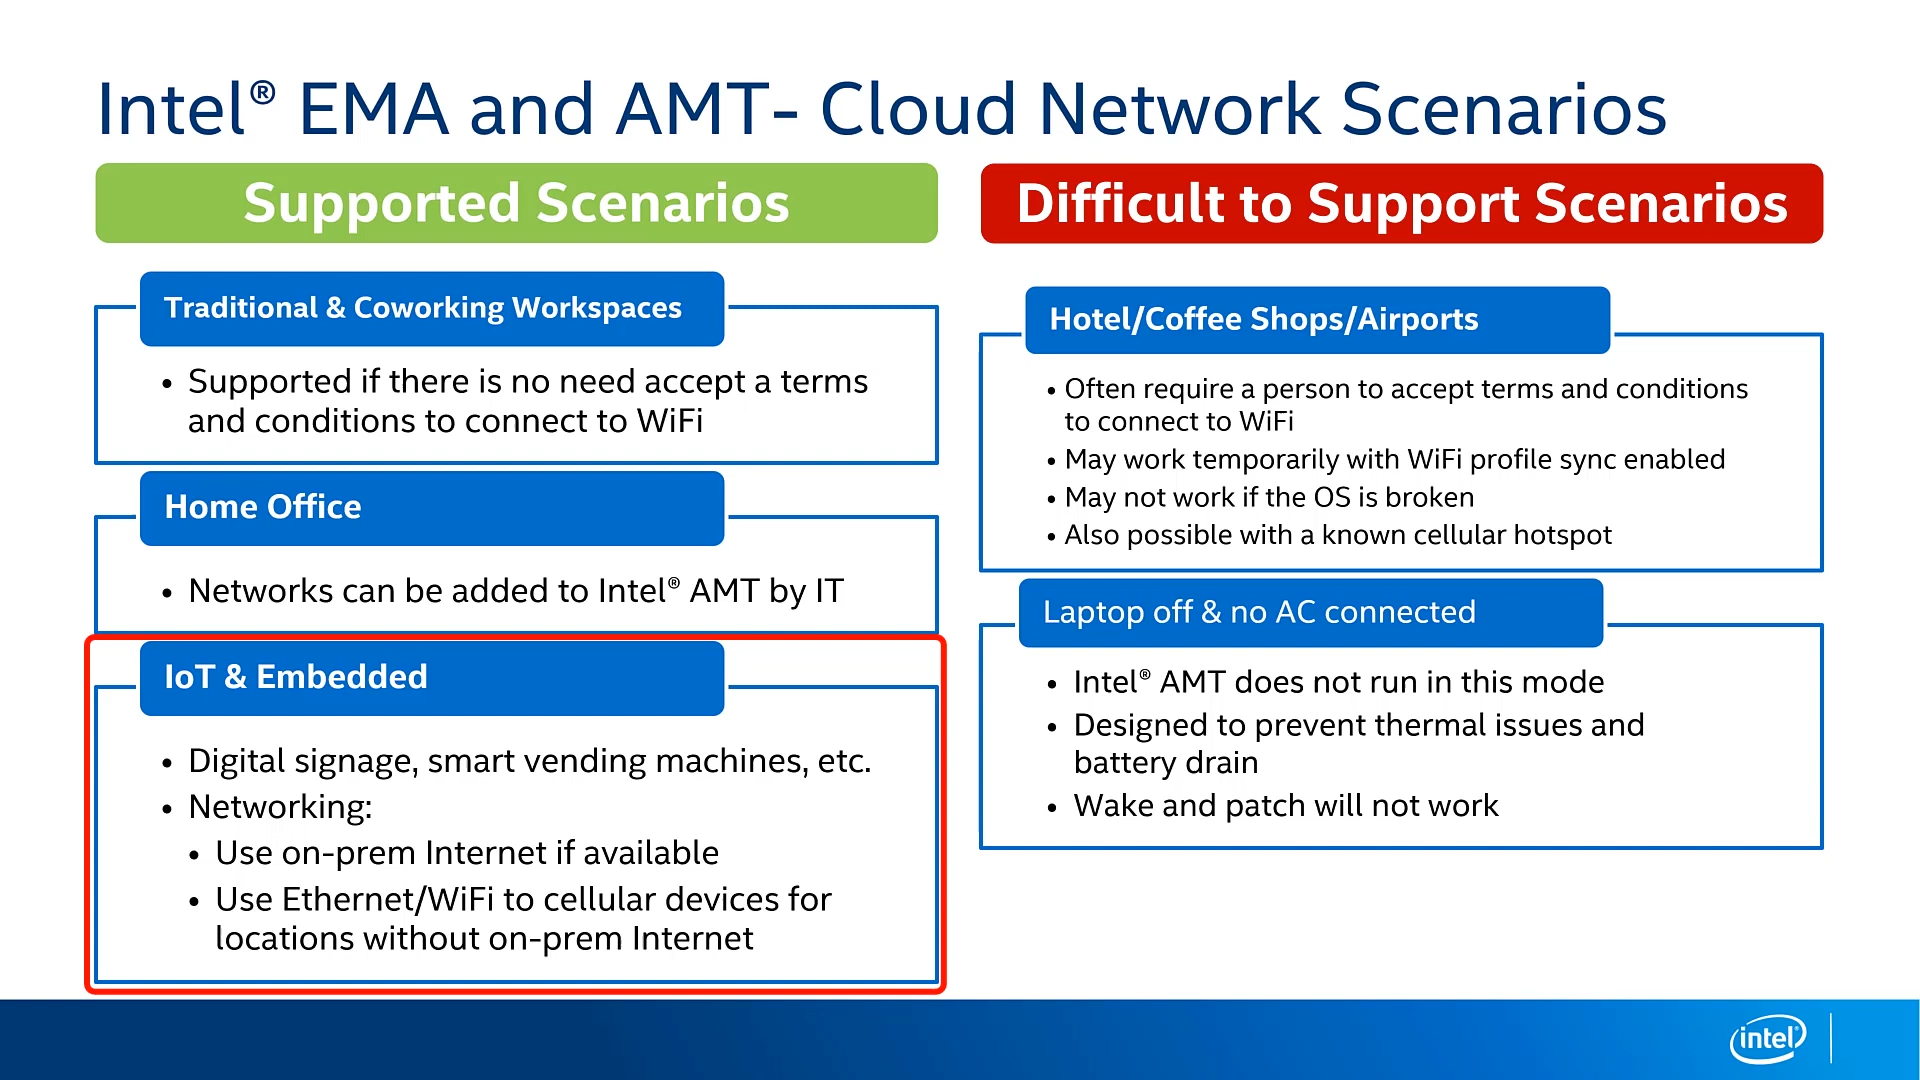 Intel® EMA and AMT- Cloud Network Scenarios
Supported Scenarios
Traditional & Coworking Workspaces
• Supported if there is no need accept a terms
and conditions to connect to WiFi
Home Office
• Networks can be added to Intel® AMT by IT
IoT & Embedded
• Digital signage, smart vending machines, etc.
• Networking:
• Use on-prem Internet if available
• Use Ethernet/WiFi to cellular devices for
locations without on-prem Internet
Difficult to Support Scenarios
Hotel/Coffee Shops/Airports
• Often require a person to accept terms and conditions
to connect to WiFi
• May work temporarily with WiFi profile sync enabled
• May not work if the OS is broken
• Also possible with a known cellular hotspot
Laptop off & no AC connected
• Intel® AMT does not run in this mode
• Designed to prevent thermal issues and
battery drain
• Wake and patch will not work
intel®